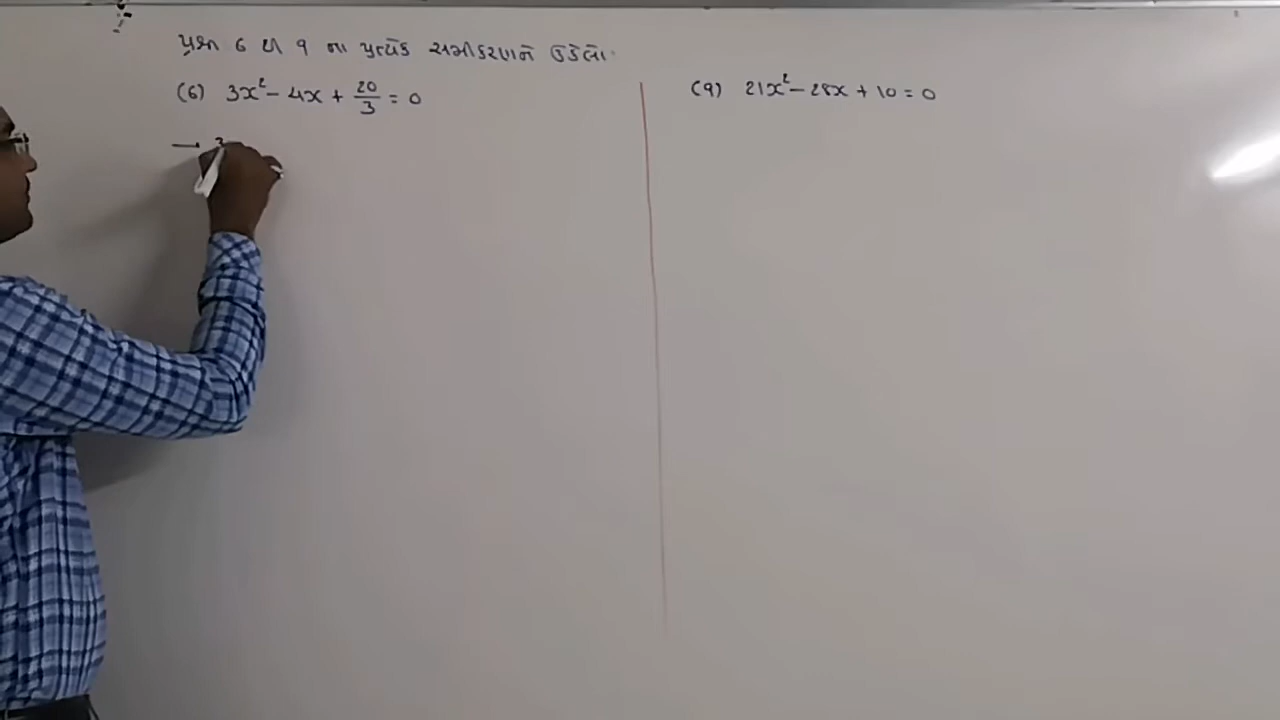 પ્રશ્ન 6 થી 9 ના પ્રત્યેક સમીકરણને ઉકેલો.
(6) 3x² - 4x + 20/3 = 0
(9) 21x² - 28x + 10 = 0